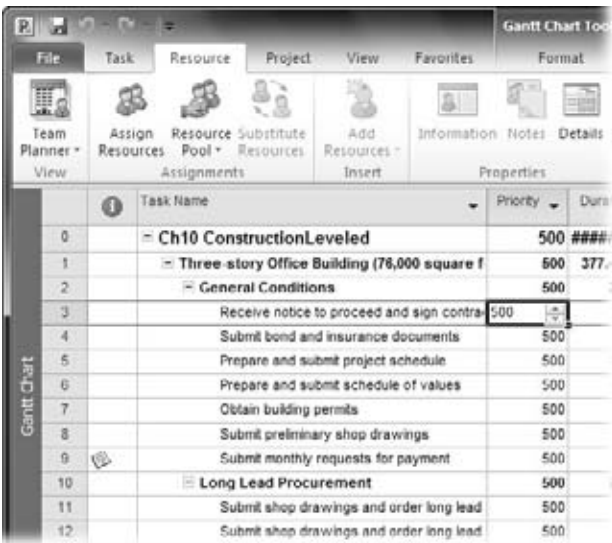 Gantt Chart Too
File Task Resource Project View Favorites Format
Team Planner Assign Resources Resource Pool Substitute Resources Add Resources Information Notes Details
View Assignments Insert Properties
Task Name Priority Dura
0 Ch10 ConstructionLeveled 500 ####
1 Three-story Office Building (76,000 square f 500 377.
2 General Conditions 500
3 Receive notice to proceed and sign contra 500
4 Submit bond and insurance documents 500
5 Prepare and submit project schedule 500
6 Prepare and submit schedule of values 500
7 Obtain building permits 500
8 Submit preliminary shop drawings 500
9 Submit monthly requests for payment 500
10 Long Lead Procurement 500
11 Submit shop drawings and order long lead 500
12 Submit shop drawings and order long lead 500
Gantt Chart